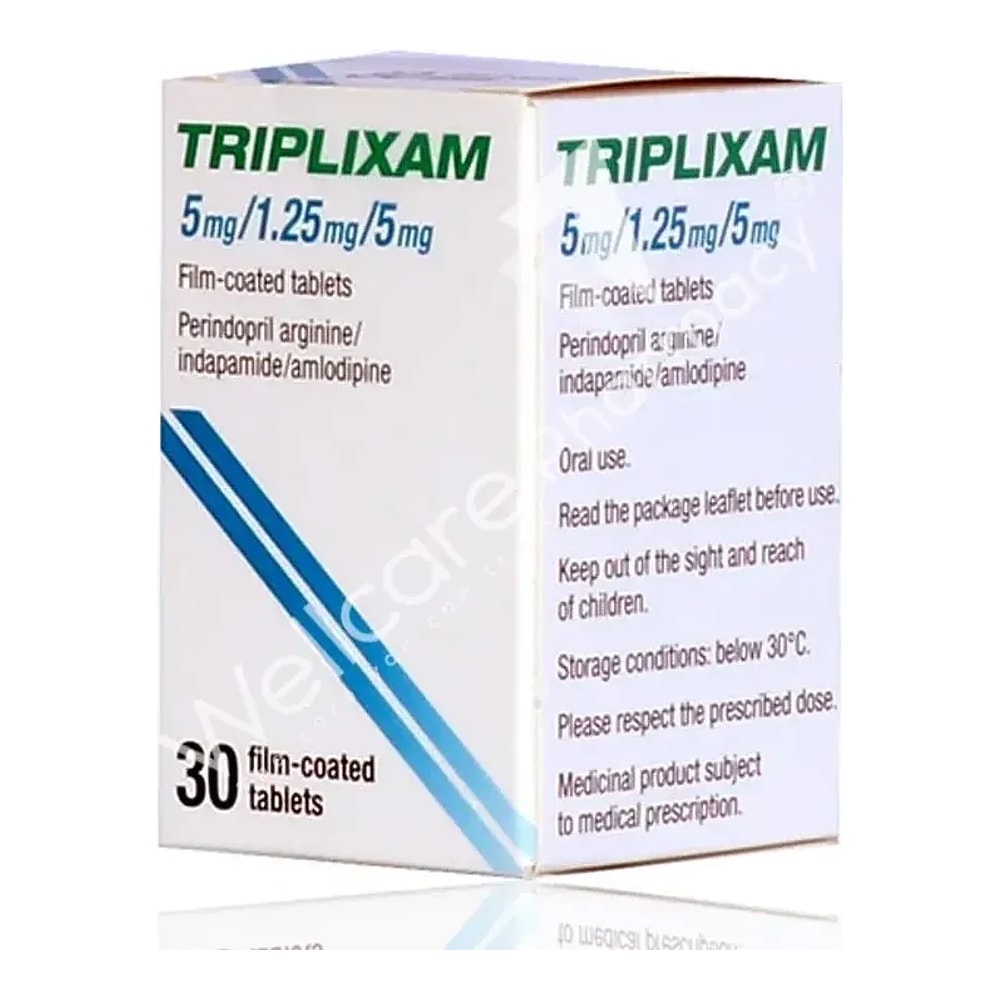 TRIPLIXAM
5mg/1.25mg/5mg
Film-coated tablets
Perindopril arginine/
indapamide/amlodipine
30 film-coated
tablets
TRIPLIXAM
5mg/1.25mg/5mg
Film-coated tablets
Perindopril arginine/
indapamide/amlodipine
Oral use.
Read the package leaflet before use.
Keep out of the sight and reach
of children.
Storage conditions: below 30°C.
Please respect the prescribed dose.
Medicinal product subject
to medical prescription.
Wellcare Pharmacy®